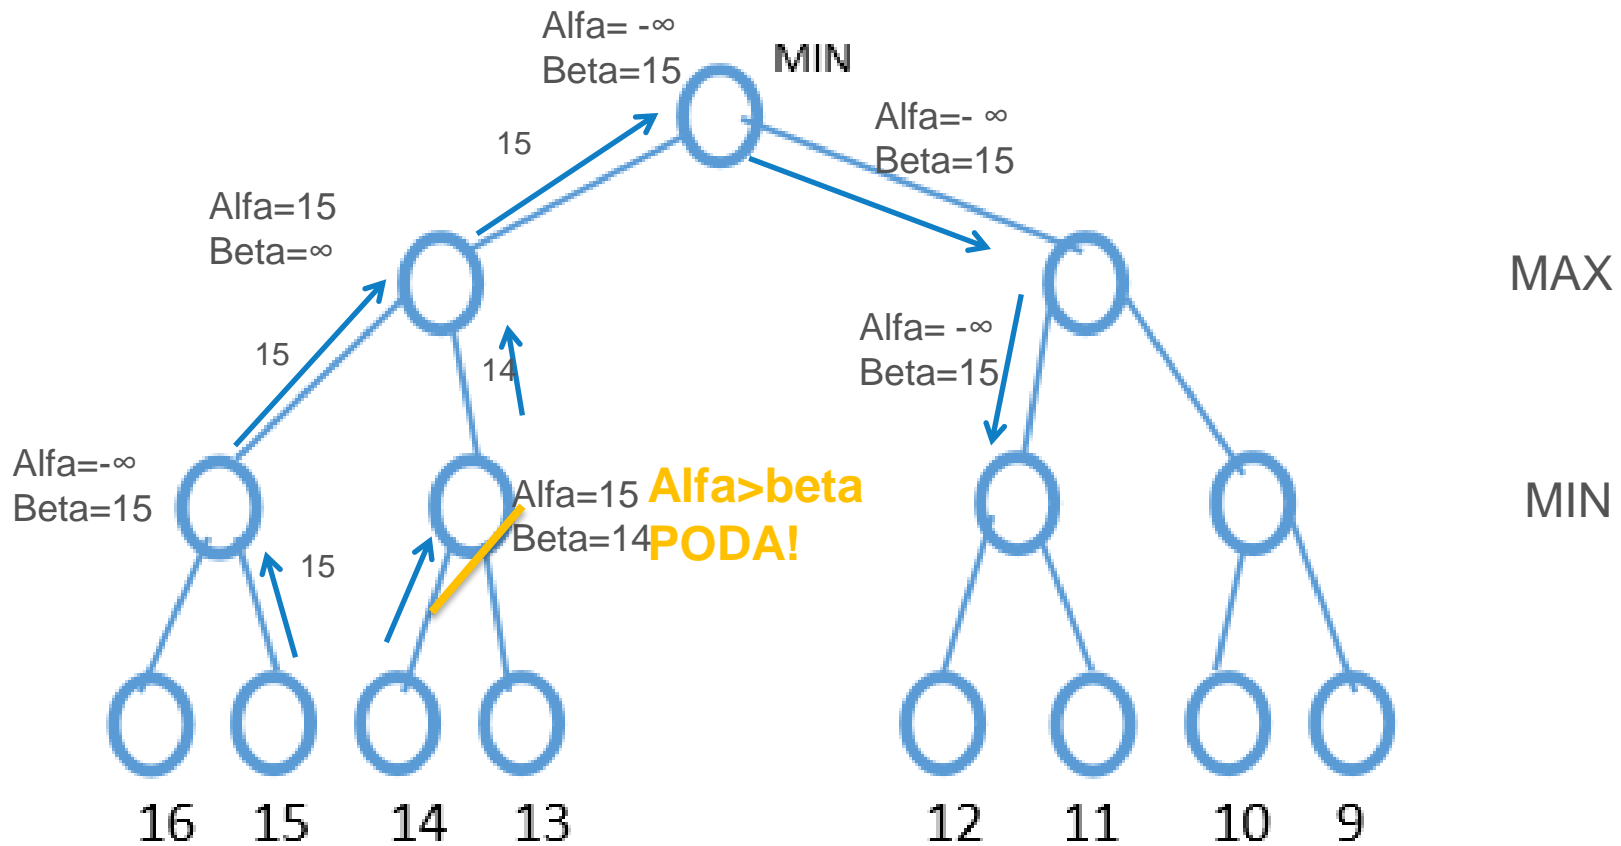 Alfa= -∞
Beta=15
MIN
15
Alfa=- ∞
Beta=15
Alfa=15
Beta=∞
MAX
15
14
Alfa= -∞
Beta=15
Alfa=-∞
Beta=15
Alfa=15
Beta=14
Alfa>beta
PODA!
MIN
15
16 15 14 13 12 11 10 9